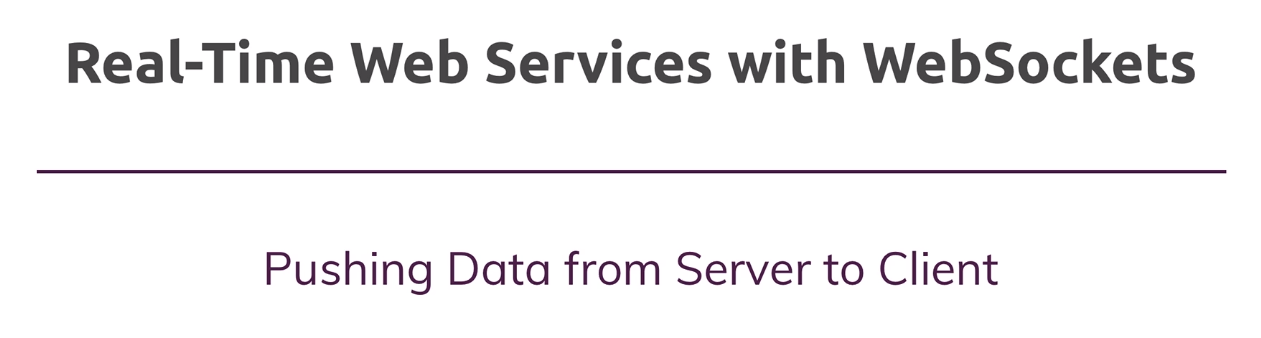 Real-Time Web Services with WebSockets
Pushing Data from Server to Client